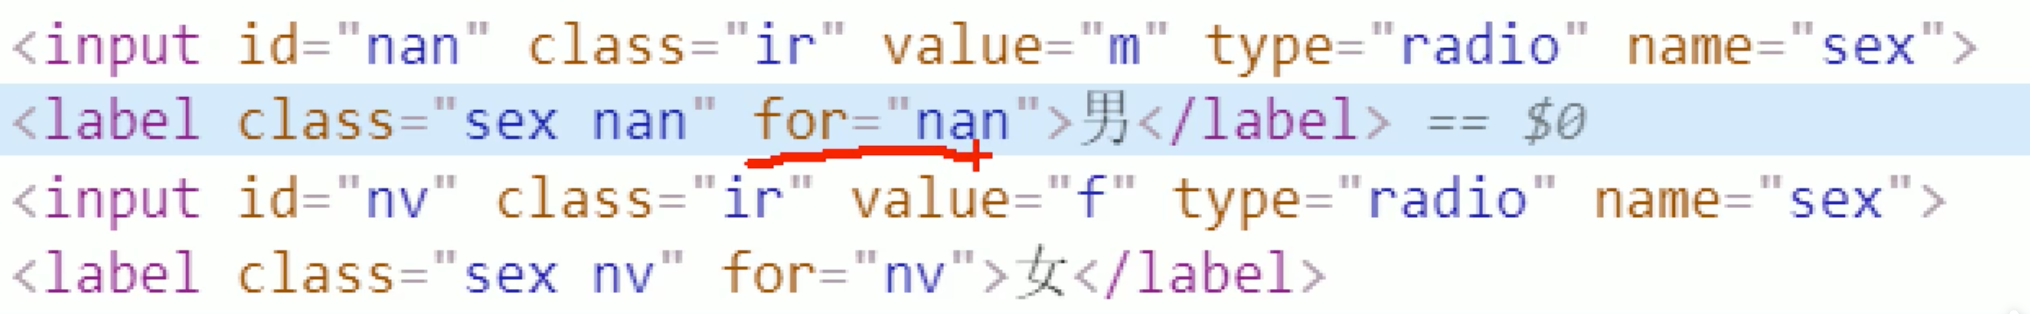 <input id="nan" class="ir" value="m" type="radio" name="sex">
<label class="sex nan" for="nan">男</label> == $0
<input id="nv" class="ir" value="f" type="radio" name="sex">
<label class="sex nv" for="nv">女</label>